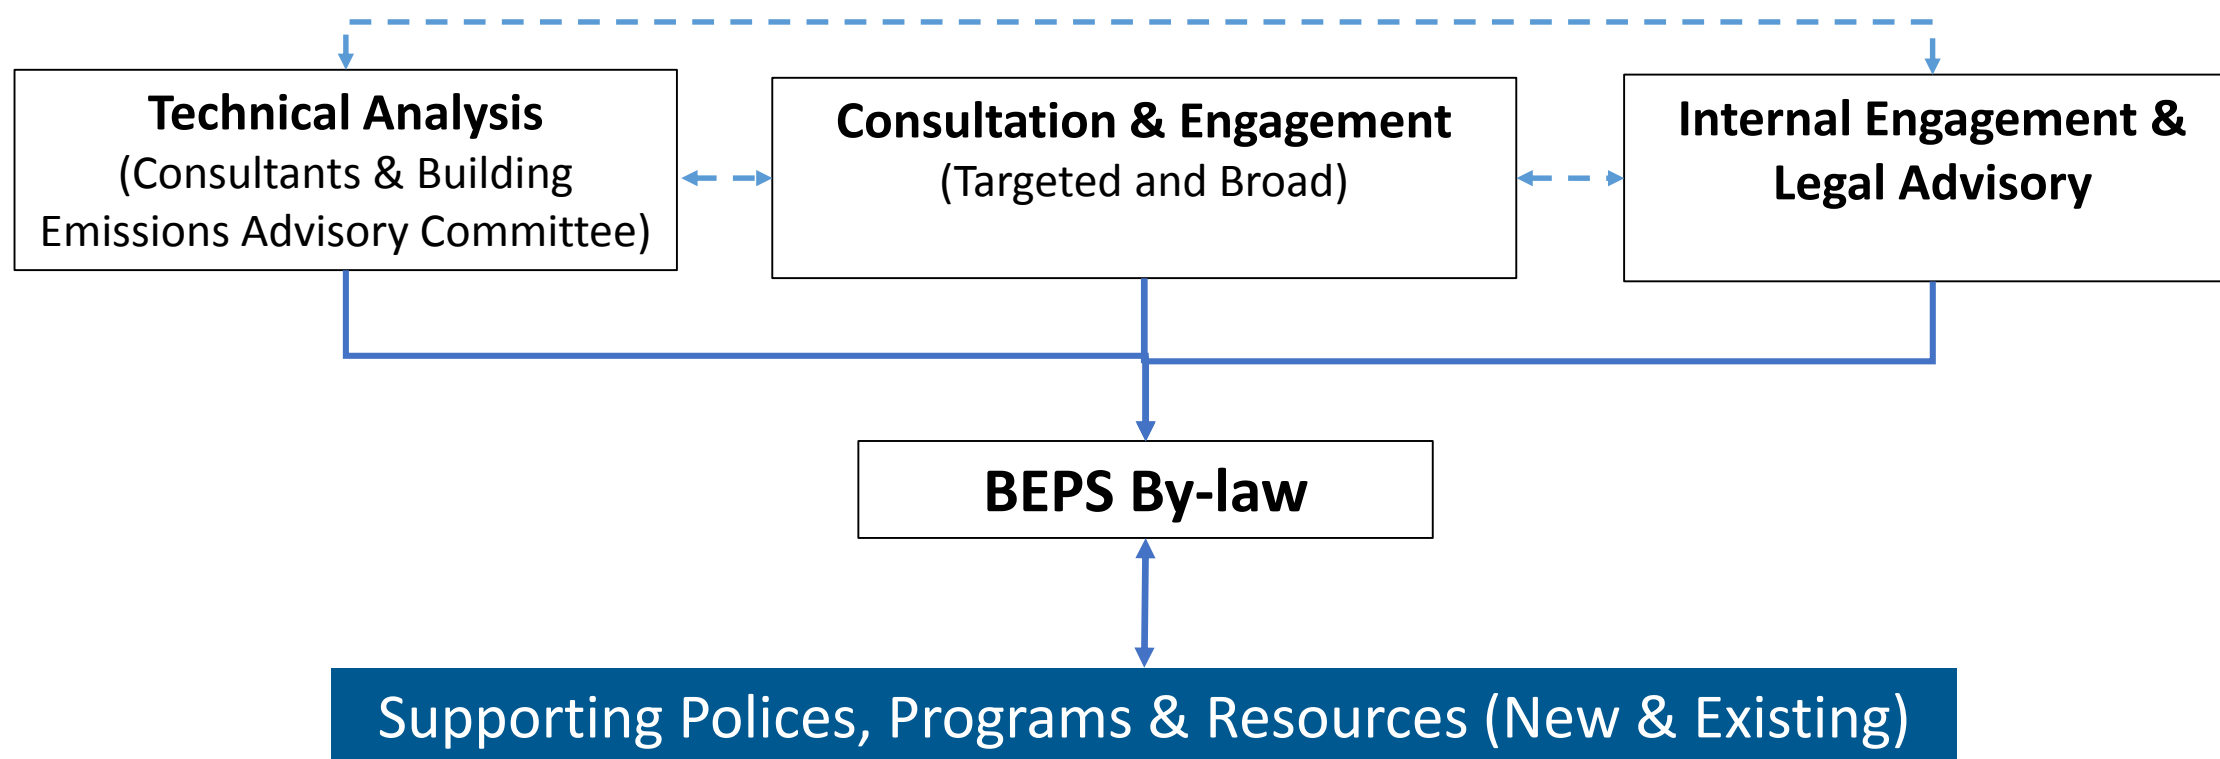 Technical Analysis
(Consultants & Building
Emissions Advisory Committee)
Consultation & Engagement
(Targeted and Broad)
Internal Engagement &
Legal Advisory
BEPS By-law
Supporting Polices, Programs & Resources (New & Existing)